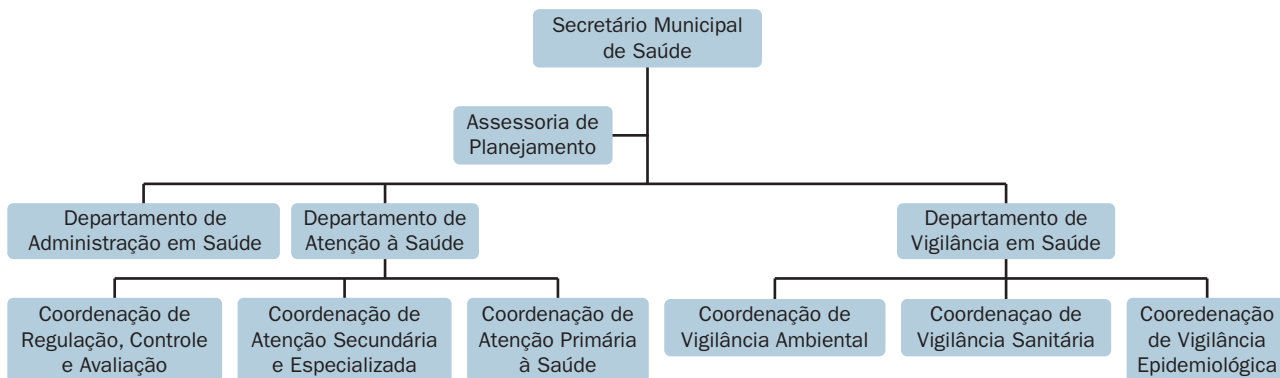 Secretário Municipal
de Saúde
Assessoria de
Planejamento
Departamento de
Administração em Saúde
Departamento de
Atenção à Saúde
Departamento de
Vigilância em Saúde
Coordenação de
Regulação, Controle
e Avaliação
Coordenação de
Atenção Secundária
e Especializada
Coordenação de
Atenção Primária
à Saúde
Coordenação de
Vigilância Ambiental
Coordenaçao de
Vigilância Sanitária
Cooredenação
de Vigilância
Epidemiológica